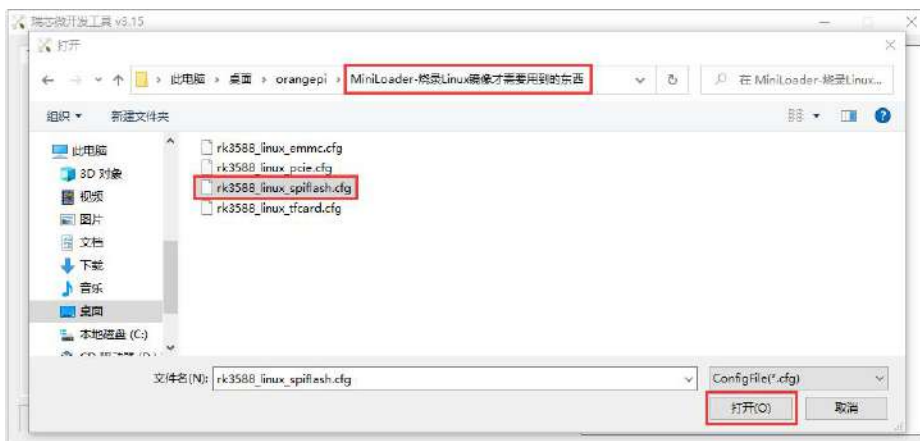 瑞芯微开发工具 v3.15
打开
此电脑 › 桌面 › orangepi › MiniLoader-烧录Linux镜像才需要用到的东西
在 MiniLoader-烧录Linux...
组织 新建文件夹
此电脑
3D 对象
视频
图片
文档
下载
音乐
桌面
本地磁盘 (C:)
rk3588_linux_emmc.cfg
rk3588_linux_pcie.cfg
rk3588_linux_spiflash.cfg
rk3588_linux_tfcard.cfg
文件名(N): rk3588_linux_spiflash.cfg
ConfigFile(*.cfg)
打开(O) 取消